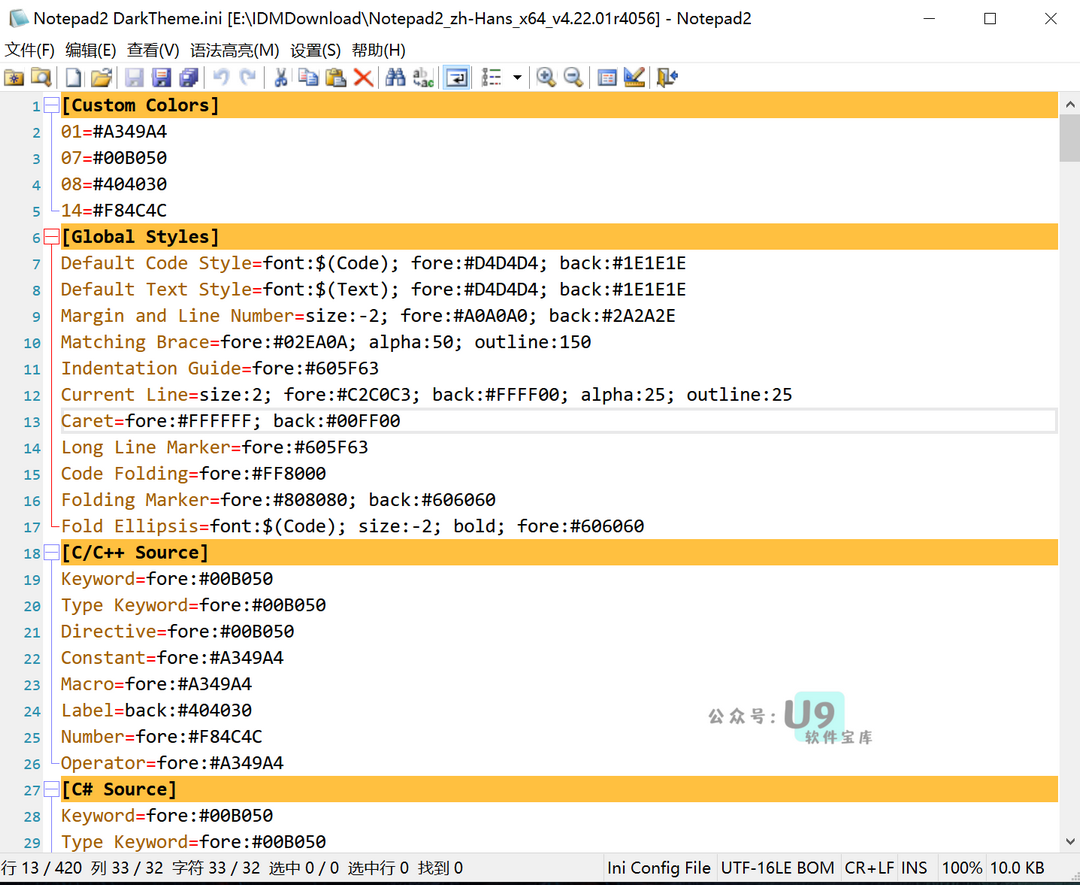 Notepad2 DarkTheme.ini [E:\IDMDownload\Notepad2_zh-Hans_x64_v4.22.01r4056] - Notepad2
文件(F) 编辑(E) 查看(V) 语法高亮(M) 设置(S) 帮助(H)
1 [Custom Colors]
2 01=#A349A4
3 07=#00B050
4 08=#404030
5 14=#F84C4C
6 [Global Styles]
7 Default Code Style=font:$(Code); fore:#D4D4D4; back:#1E1E1E
8 Default Text Style=font:$(Text); fore:#D4D4D4; back:#1E1E1E
9 Margin and Line Number=size:-2; fore:#A0A0A0; back:#2A2A2E
10 Matching Brace=fore:#02EA0A; alpha:50; outline:150
11 Indentation Guide=fore:#605F63
12 Current Line=size:2; fore:#C2C0C3; back:#FFFF00; alpha:25; outline:25
13 Caret=fore:#FFFFFF; back:#00FF00
14 Long Line Marker=fore:#605F63
15 Code Folding=fore:#FF8000
16 Folding Marker=fore:#808080; back:#606060
17 Fold Ellipsis=font:$(Code); size:-2; bold; fore:#606060
18 [C/C++ Source]
19 Keyword=fore:#00B050
20 Type Keyword=fore:#00B050
21 Directive=fore:#00B050
22 Constant=fore:#A349A4
23 Macro=fore:#A349A4
24 Label=back:#404030
25 Number=fore:#F84C4C
26 Operator=fore:#A349A4
27 [C# Source]
28 Keyword=fore:#00B050
29 Type Keyword=fore:#00B050
公众号: U9
软件宝库
行 13 / 420 列 33 / 32 字符 33 / 32 选中 0 / 0 选中行 0 找到 0 Ini Config File UTF-16LE BOM CR+LF INS 100% 10.0 KB